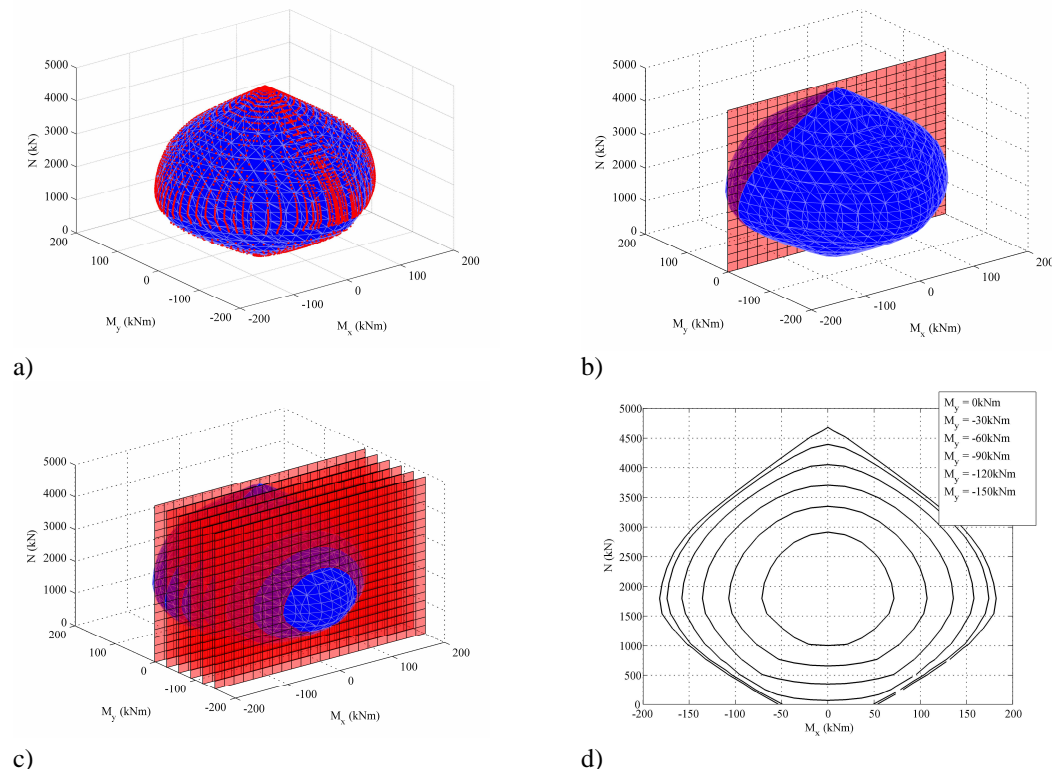 5000
4000
3000
2000
1000
0
N (kN)
200
100
0
-100
-200
M_y (kNm)
-200
-100
0
100
200
M_x (kNm)
a)
5000
4000
3000
2000
1000
0
N (kN)
200
100
0
-100
-200
M_y (kNm)
-200
-100
0
100
200
M_x (kNm)
b)
5000
4000
3000
2000
1000
0
N (kN)
200
100
0
-100
-200
M_y (kNm)
-200
-100
0
100
200
M_x (kNm)
c)
M_y = 0kNm
M_y = -30kNm
M_y = -60kNm
M_y = -90kNm
M_y = -120kNm
M_y = -150kNm
5000
4500
4000
3500
3000
2500
2000
1500
1000
500
0
N (kN)
-200 -150 -100 -50 0 50 100 150 200
M_x (kNm)
d)